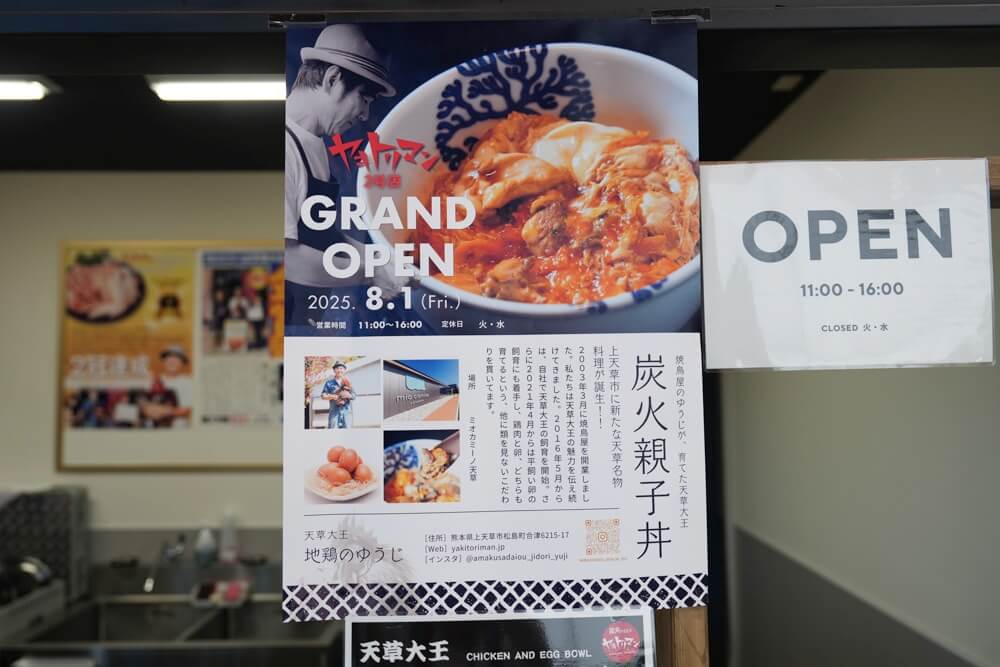 ヤキトリマン
2号店
GRAND
OPEN
2025. 8.1 (Fri.)
営業時間 11:00〜16:00 定休日 火・水
焼鳥屋のゆうじが、育てた天草大王
炭火親子丼
上天草市に新たな天草名物
料理が誕生!!
2003年3月に焼鳥屋を開業しまし
た。私たちは天草大王の魅力を伝え続
けてきました。2016年5月から
は、自社で天草大王の飼育を開始。さ
らに2021年4月からは平飼い卵の
飼育にも着手し、鶏肉と卵、どちらも
育てるという、他に類を見ないこだわ
りを貫いてます。
場所 ミオカミーノ天草
mio camino
天草大王
地鶏のゆうじ
[住所] 熊本県上天草市松島町合津6215-17
[Web] yakitoriman.jp
[インスタ] @amakusadaiou_jidori_yuji
OPEN
11:00 - 16:00
CLOSED 火・水
2冠達成
天草大王 CHICKEN AND EGG BOWL
ヤキトリマン